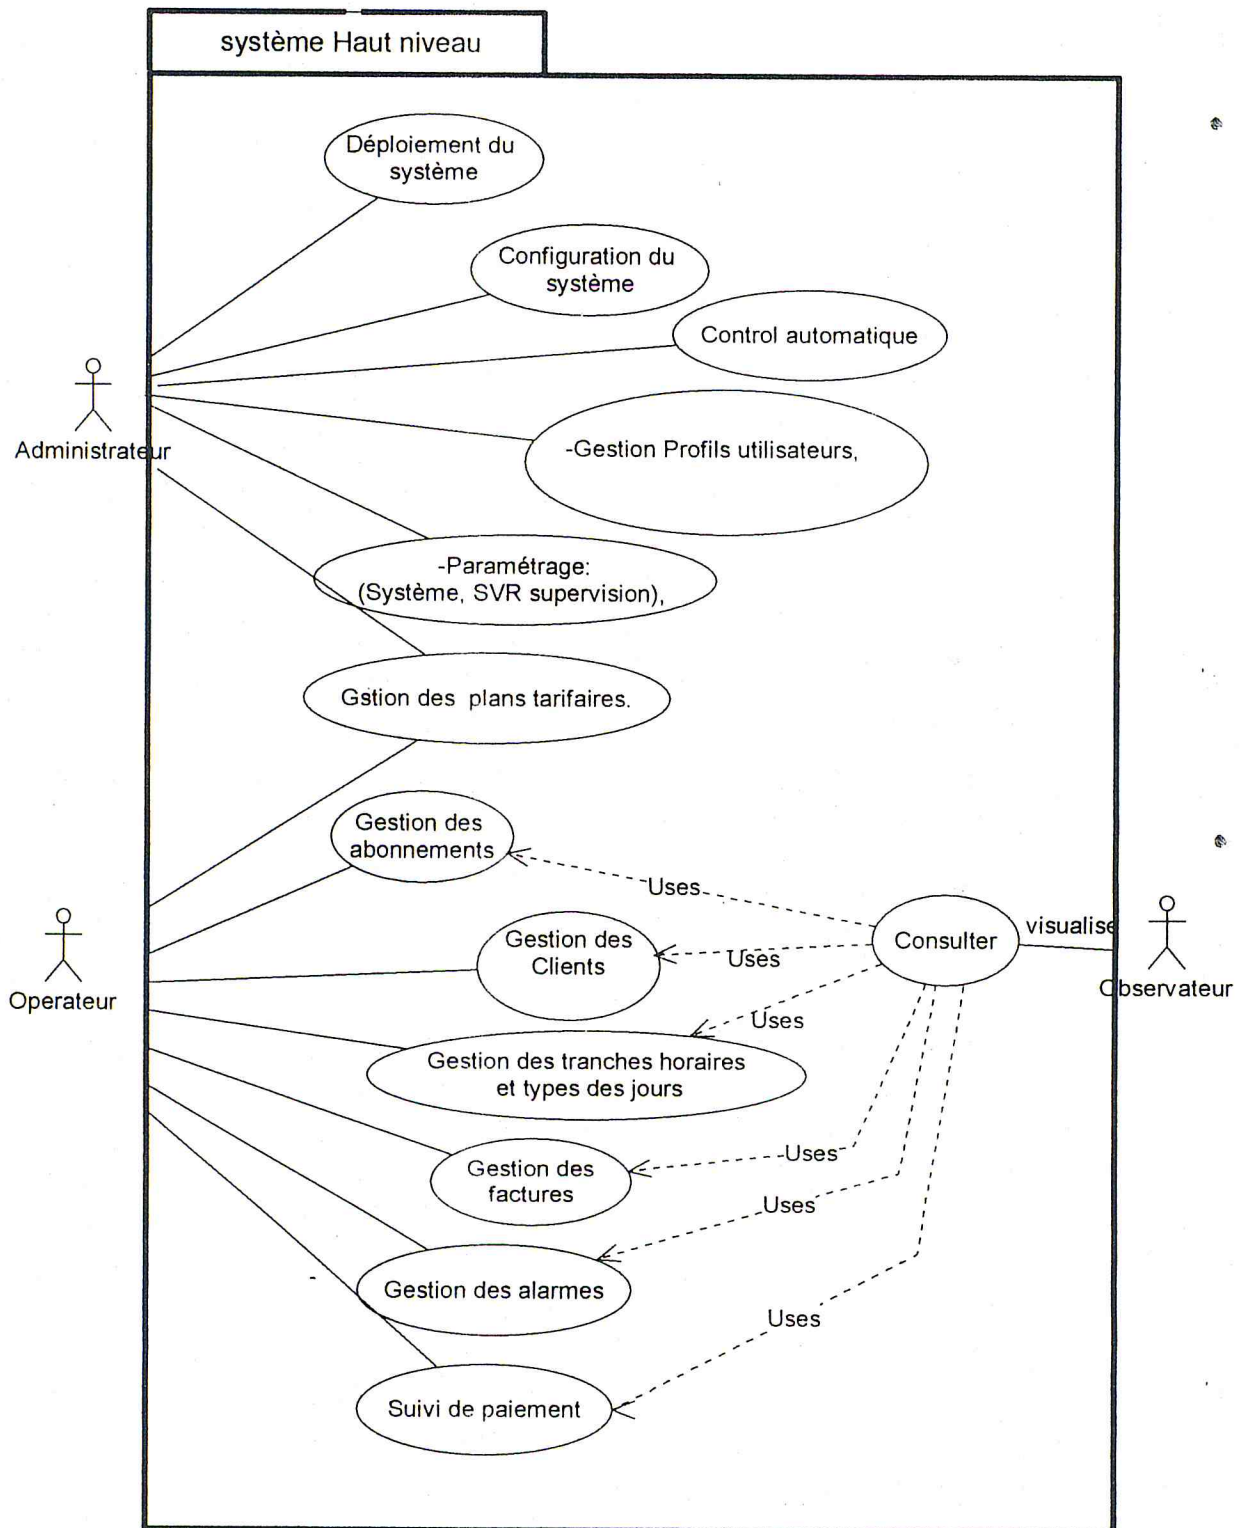 système Haut niveau
Déploiement du
système
Configuration du
système
Control automatique
Administrateur
-Gestion Profils utilisateurs,
-Paramétrage:
(Système, SVR supervision),
Gstion des plans tarifaires.
Gestion des
abonnements
Uses
Consulter
visualise
Gestion des
Clients
Uses
Operateur
Observateur
Uses
Gestion des tranches horaires
et types des jours
Uses
Gestion des
factures
Uses
Gestion des alarmes
Uses
Suivi de paiement